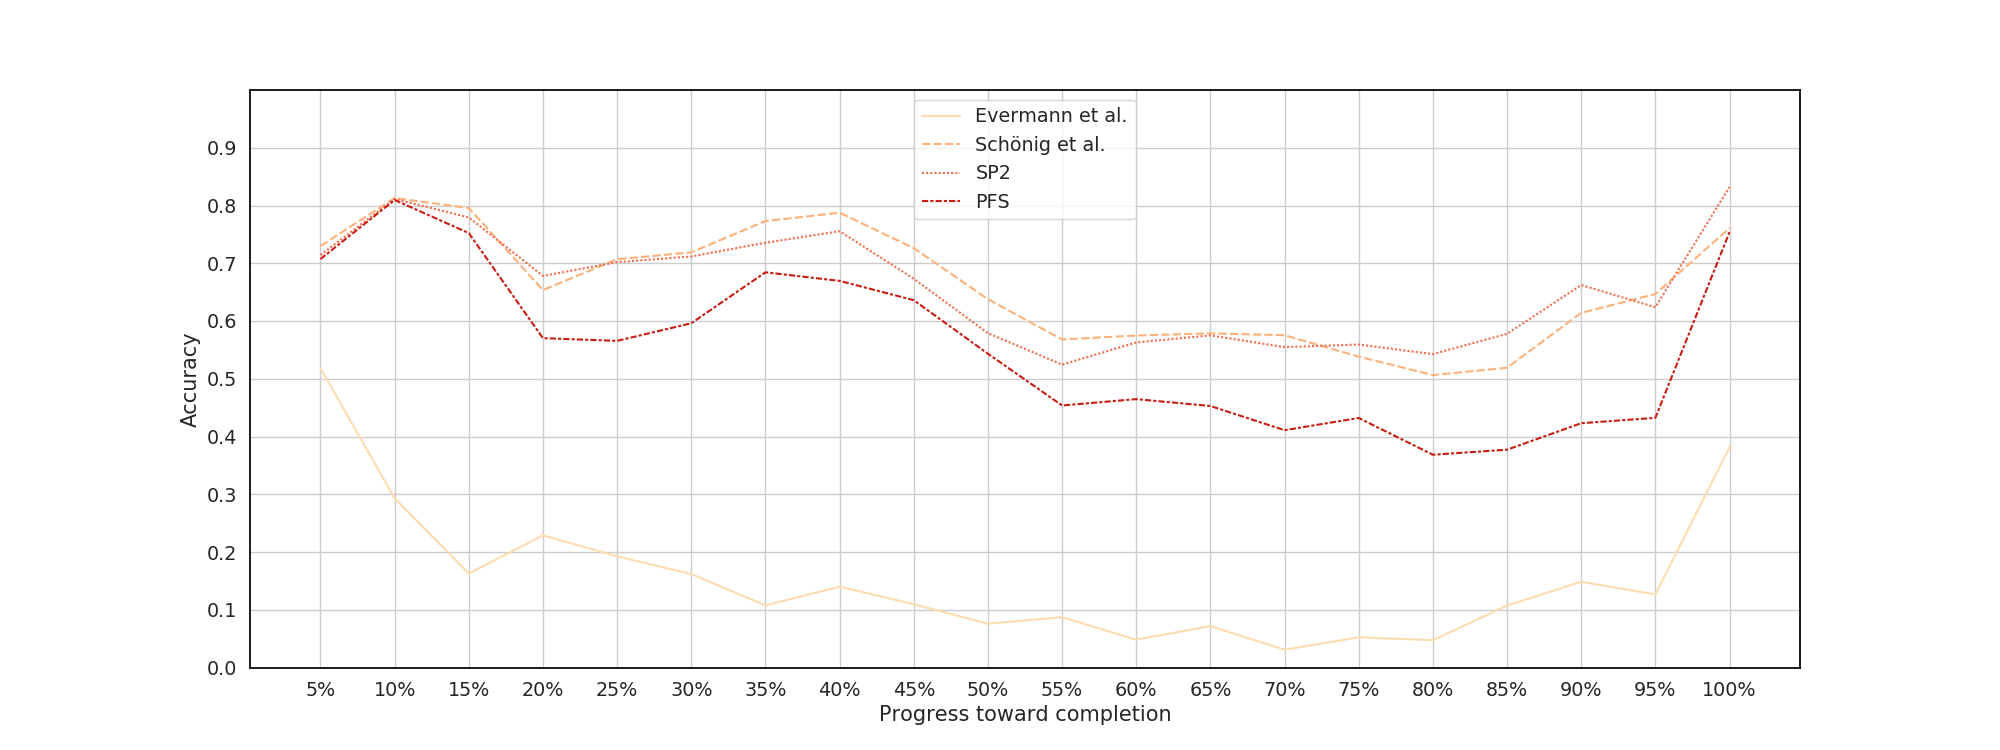 Evermann et al.
Schönig et al.
SP2
PFS
Accuracy
0.9
0.8
0.7
0.6
0.5
0.4
0.3
0.2
0.1
0.0
5% 10% 15% 20% 25% 30% 35% 40% 45% 50% 55% 60% 65% 70% 75% 80% 85% 90% 95% 100%
Progress toward completion